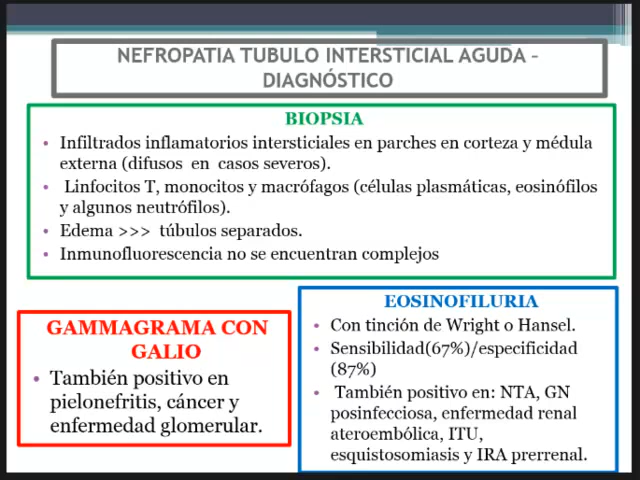 NEFROPATIA TUBULO INTERSTICIAL AGUDA –
DIAGNÓSTICO
BIOPSIA
• Infiltrados inflamatorios intersticiales en parches en corteza y médula
externa (difusos en casos severos).
• Linfocitos T, monocitos y macrófagos (células plasmáticas, eosinófilos
y algunos neutrófilos).
• Edema >>> túbulos separados.
• Inmunofluorescencia no se encuentran complejos
GAMMAGRAMA CON
GALIO
• También positivo en
pielonefritis, cáncer y
enfermedad glomerular.
EOSINOFILURIA
• Con tinción de Wright o Hansel.
• Sensibilidad(67%)/especificidad
(87%)
• También positivo en: NTA, GN
posinfecciosa, enfermedad renal
ateroembólica, ITU,
esquistosomiasis y IRA prerrenal.